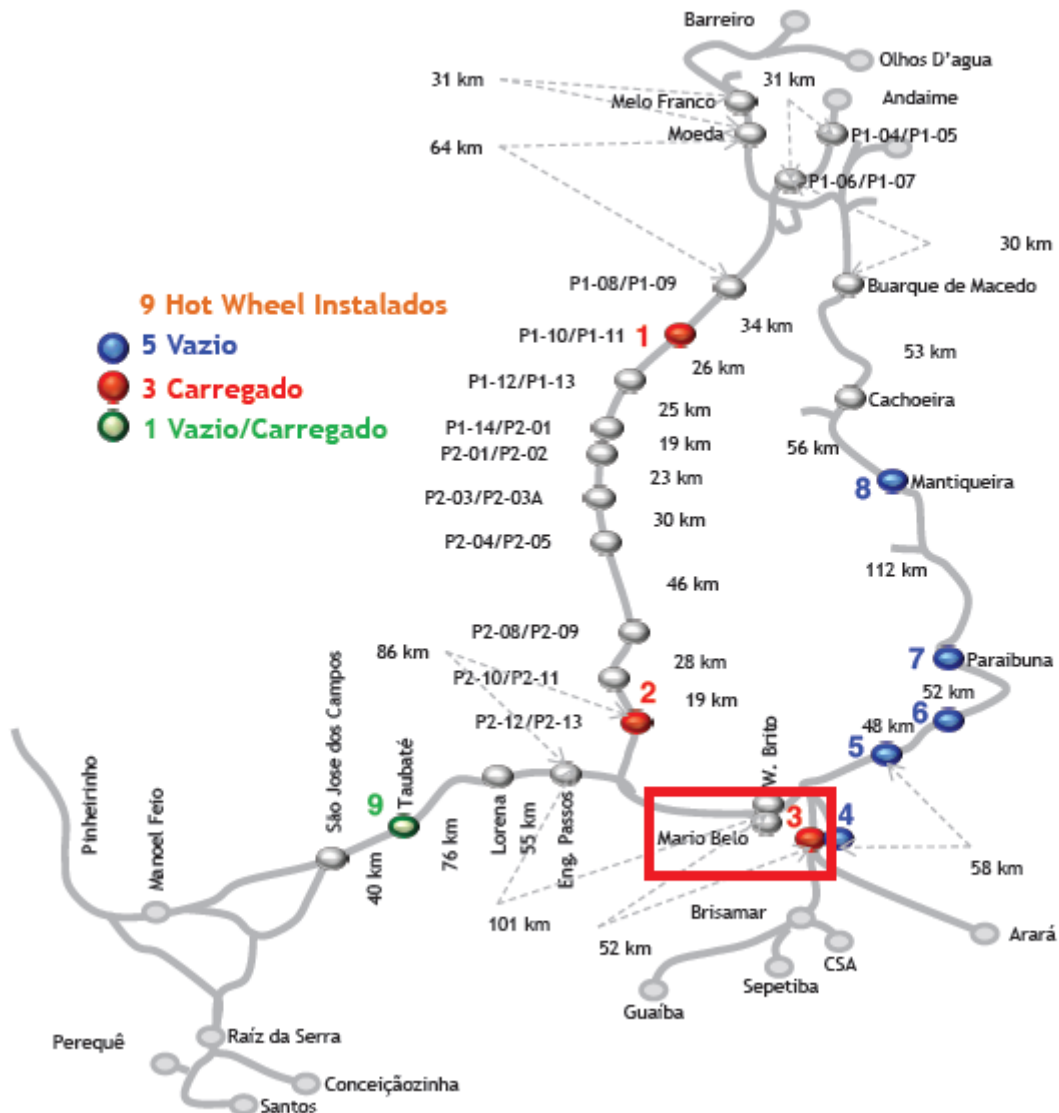 Barreiro
Olhos D'agua
31 km
31 km
Melo Franco
Andaime
Moeda
P1-04/P1-05
64 km
P1-06/P1-07
30 km
P1-08/P1-09
Buarque de Macedo
9 Hot Wheel Instalados
34 km
P1-10/P1-11
1
5 Vazio
53 km
26 km
3 Carregado
P1-12/P1-13
Cachoeira
25 km
1 Vazio/Carregado
P1-14/P2-01
19 km
56 km
P2-01/P2-02
23 km
8
Mantiqueira
P2-03/P2-03A
30 km
P2-04/P2-05
112 km
46 km
P2-08/P2-09
86 km
28 km
7
Paraibuna
P2-10/P2-11
2
19 km
52 km
6
P2-12/P2-13
48 km
5
São Jose dos Campos
W. Brito
Taubaté
9
Pinheirinho
Manoel Feio
Lorena
55 km
Eng. Passos
76 km
40 km
Mario Belo
3
4
58 km
101 km
Brisamar
52 km
Arará
CSA
Sepetiba
Guaíba
Raíz da Serra
Perequê
Conceiçãozinha
Santos